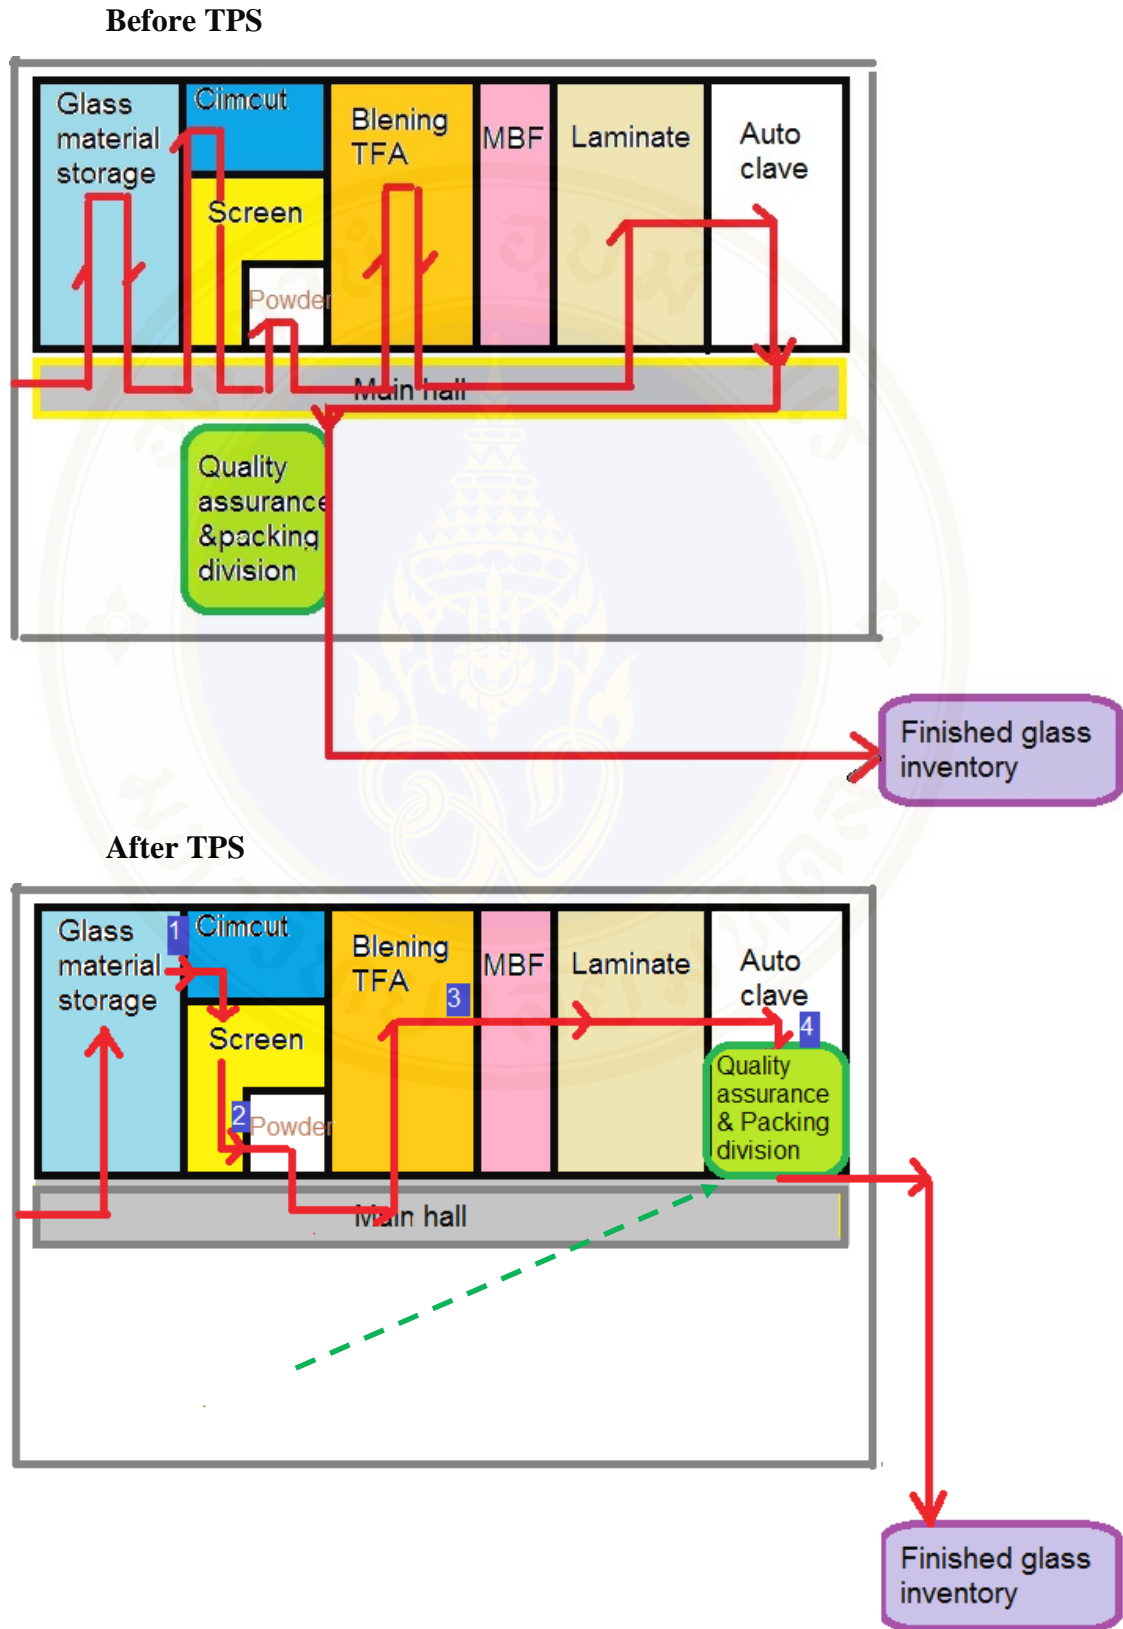 Before TPS
Glass
material
storage
Cimcut
Screen
Powder
Blening
TFA
MBF
Laminate
Auto
clave
Main hall
Quality
assurance
&packing
division
Finished glass
inventory
After TPS
Glass
material
storage
1
Cimcut
Screen
2
Powder
Blening
TFA
3
MBF
Laminate
Auto
clave
4
Quality
assurance
& Packing
division
Main hall
Finished glass
inventory